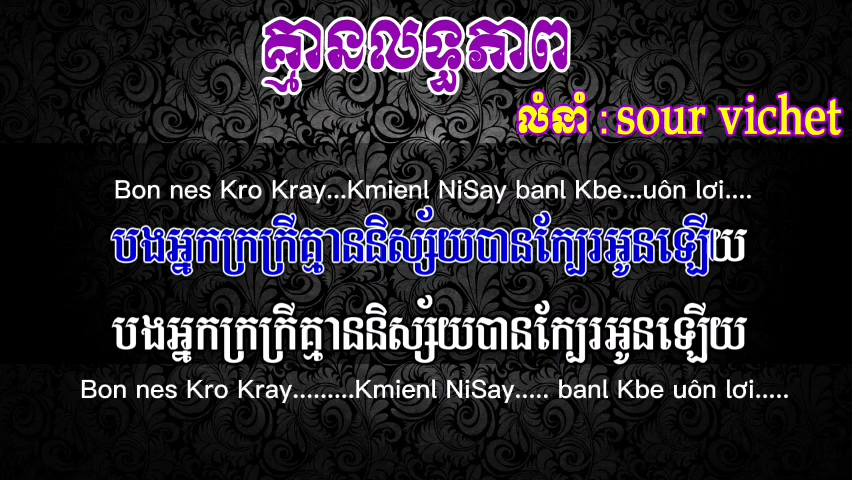 គ្មានលទ្ធភាព
លំនាំ : sour vichet
Bon nes Kro Kray...Kmienl NiSay banl Kbe...uôn lơi....
បងអ្នកក្រក្រីគ្មាននិស្ស័យបានក្បែរអូនឡើយ
បងអ្នកក្រក្រីគ្មាននិស្ស័យបានក្បែរអូនឡើយ
Bon nes Kro Kray.........Kmienl NiSay..... banl Kbe uôn lơi.....